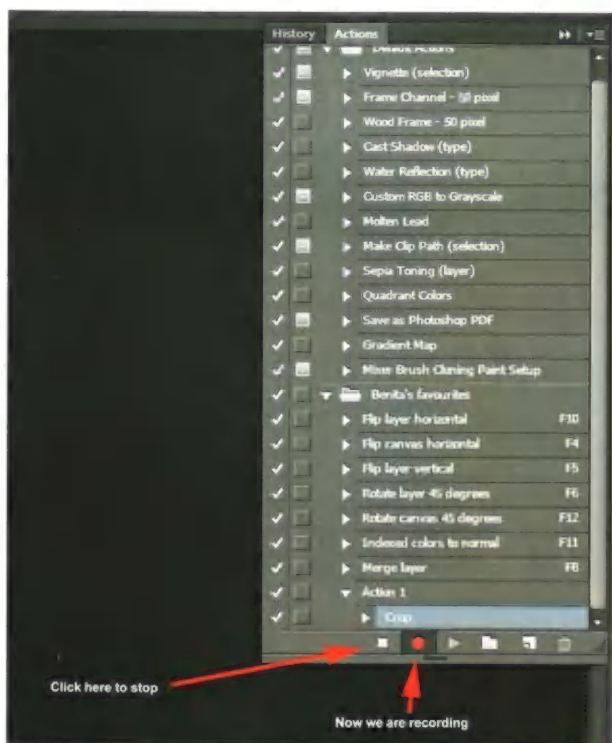 History Actions
Default Actions
Vignette (selection)
Frame Channel - 50 pixel
Wood Frame - 50 pixel
Cast Shadow (type)
Water Reflection (type)
Custom RGB to Grayscale
Molten Lead
Make Clip Path (selection)
Sepia Toning (layer)
Quadrant Colors
Save as Photoshop PDF
Gradient Map
Mixer Brush Cloning Paint Setup
Benita's favourites
Flip layer horizontal F10
Flip canvas horizontal F4
Flip layer vertical F5
Rotate layer 45 degrees F6
Rotate canvas 45 degrees F12
Indexed colors to normal F11
Merge layer F8
Action 1
Crop
Click here to stop
Now we are recording